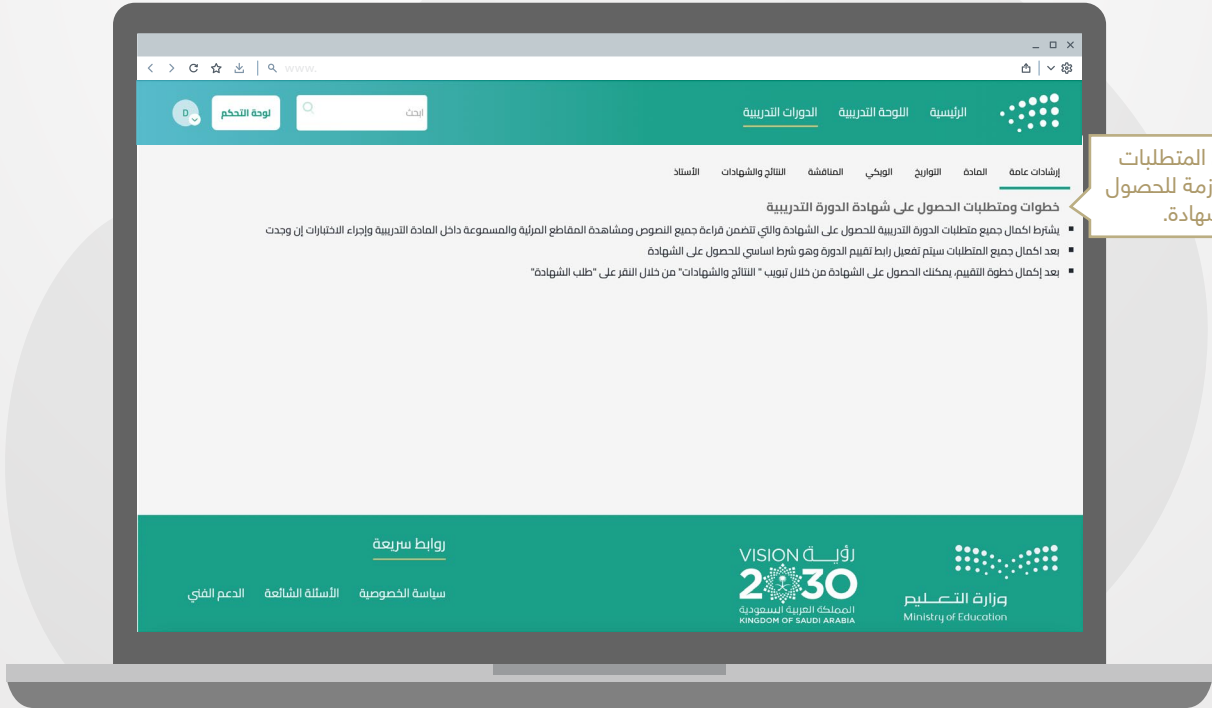 www.
الرئيسية اللوحة التدريبية الدورات التدريبية ابحث لوحة التحكم D
إرشادات عامة المادة التواريخ الويكي المناقشة النتائج والشهادات الأستاذ
المتطلبات
زمة للحصول
شهادة.
خطوات ومتطلبات الحصول على شهادة الدورة التدريبية
يشترط اكمال جميع متطلبات الدورة التدريبية للحصول على الشهادة والتي تتضمن قراءة جميع النصوص ومشاهدة المقاطع المرئية والمسموعة داخل المادة التدريبية وإجراء الاختبارات إن وجدت
بعد اكمال جميع المتطلبات سيتم تفعيل رابط تقييم الدورة وهو شرط اساسي للحصول على الشهادة
بعد إكمال خطوة التقييم، يمكنك الحصول على الشهادة من خلال تبويب " النتائج والشهادات" من خلال النقر على "طلب الشهادة"
وزارة التعليم
Ministry of Education
VISION رؤية
2030
المملكة العربية السعودية
KINGDOM OF SAUDI ARABIA
روابط سريعة
سياسة الخصوصية الأسئلة الشائعة الدعم الفني